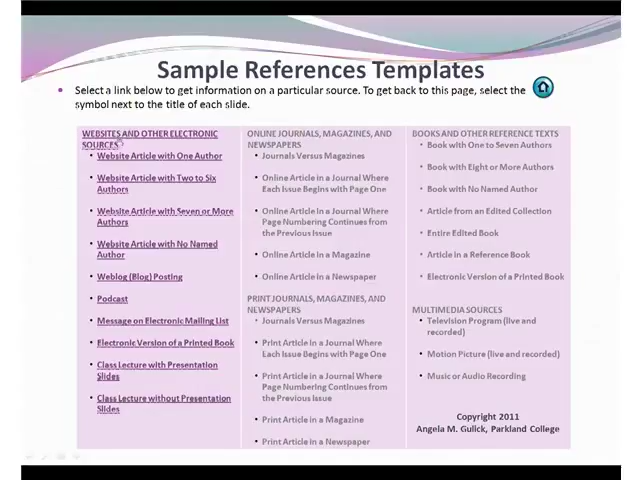 Sample References Templates
• Select a link below to get information on a particular source. To get back to this page, select the
symbol next to the title of each slide.
WEBSITES AND OTHER ELECTRONIC
SOURCES
• Website Article with One Author
• Website Article with Two to Six
Authors
• Website Article with Seven or More
Authors
• Website Article with No Named
Author
• Weblog (Blog) Posting
• Podcast
• Message on Electronic Mailing List
• Electronic Version of a Printed Book
• Class Lecture with Presentation
Slides
• Class Lecture without Presentation
Slides
ONLINE JOURNALS, MAGAZINES, AND
NEWSPAPERS
• Journals Versus Magazines
• Online Article in a Journal Where
Each Issue Begins with Page One
• Online Article in a Journal Where
Page Numbering Continues from
the Previous Issue
• Online Article in a Magazine
• Online Article in a Newspaper
PRINT JOURNALS, MAGAZINES, AND
NEWSPAPERS
• Journals Versus Magazines
• Print Article in a Journal Where
Each Issue Begins with Page One
• Print Article in a Journal Where
Page Numbering Continues from
the Previous Issue
• Print Article in a Magazine
• Print Article in a Newspaper
BOOKS AND OTHER REFERENCE TEXTS
• Book with One to Seven Authors
• Book with Eight or More Authors
• Book with No Named Author
• Article from an Edited Collection
• Entire Edited Book
• Article in a Reference Book
• Electronic Version of a Printed Book
MULTIMEDIA SOURCES
• Television Program (live and
recorded)
• Motion Picture (live and recorded)
• Music or Audio Recording
Copyright 2011
Angela M. Gulick, Parkland College